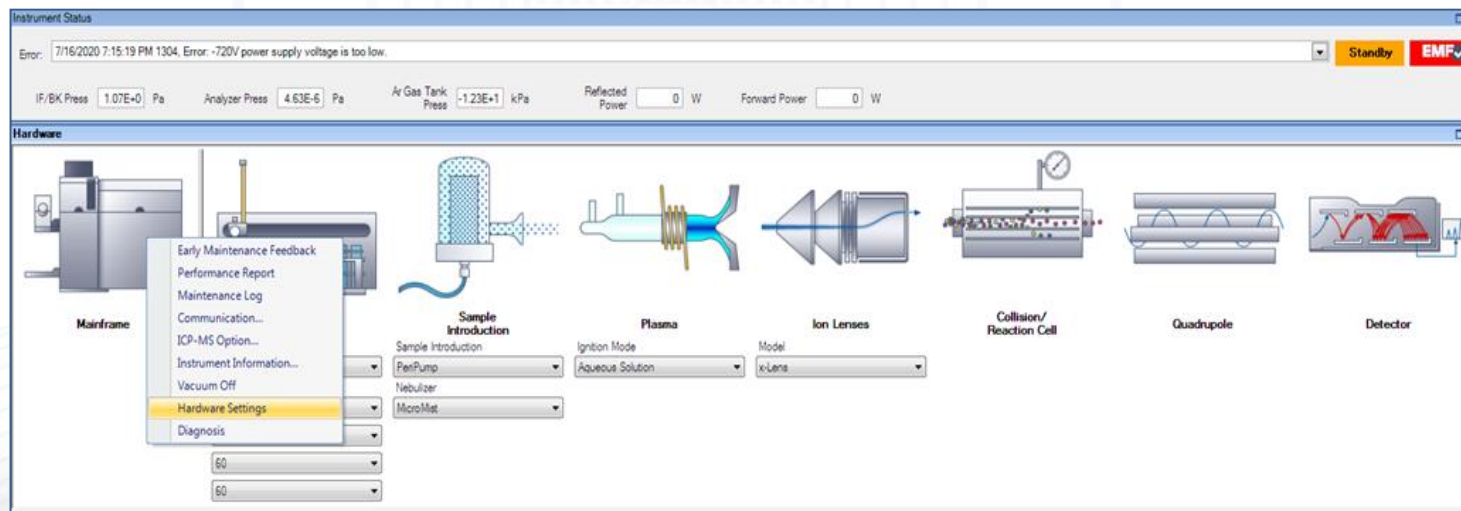 Instrument Status
Error: 7/16/2020 7:15:19 PM 1304, Error: -720V power supply voltage is too low. Standby EMF
IF/BK Press 1.07E+0 Pa Analyzer Press 4.63E-6 Pa Ar Gas Tank Press -1.23E+1 kPa Reflected Power 0 W Forward Power 0 W
Hardware
Early Maintenance Feedback
Performance Report
Maintenance Log
Communication...
ICP-MS Option...
Instrument Information...
Vacuum Off
Hardware Settings
Diagnosis
Mainframe
Sample
Introduction
Plasma
Ion Lenses
Collision/
Reaction Cell
Quadrupole
Detector
Sample Introduction
PeriPump
Nebulizer
MicroMist
Ignition Mode
Aqueous Solution
Model
x-Lens
60
60